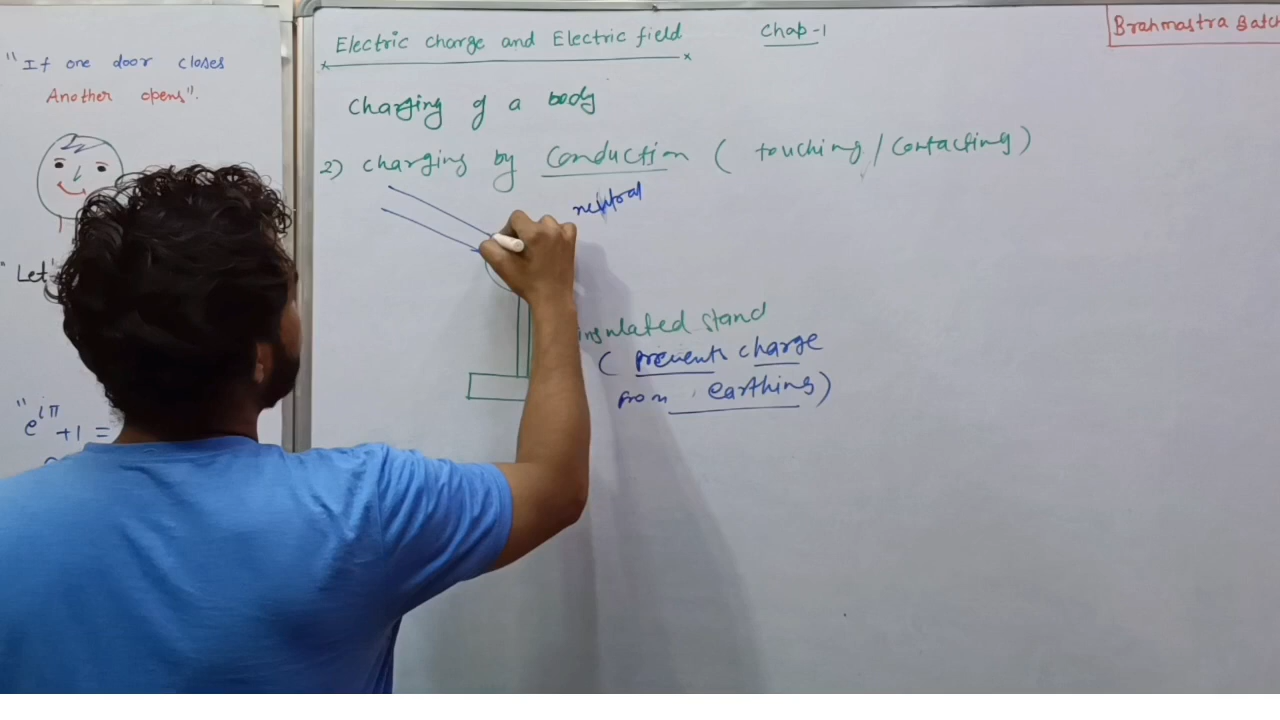 "If one door closes
Another opens".
"Let
"e^iπ +1 =
Electric charge and Electric field
Chap-1
Brahmastra Batch
Charging of a body
2) charging by Conduction ( touching / Contacting )
neutral
insulated stand
( prevents charge
from earthing)